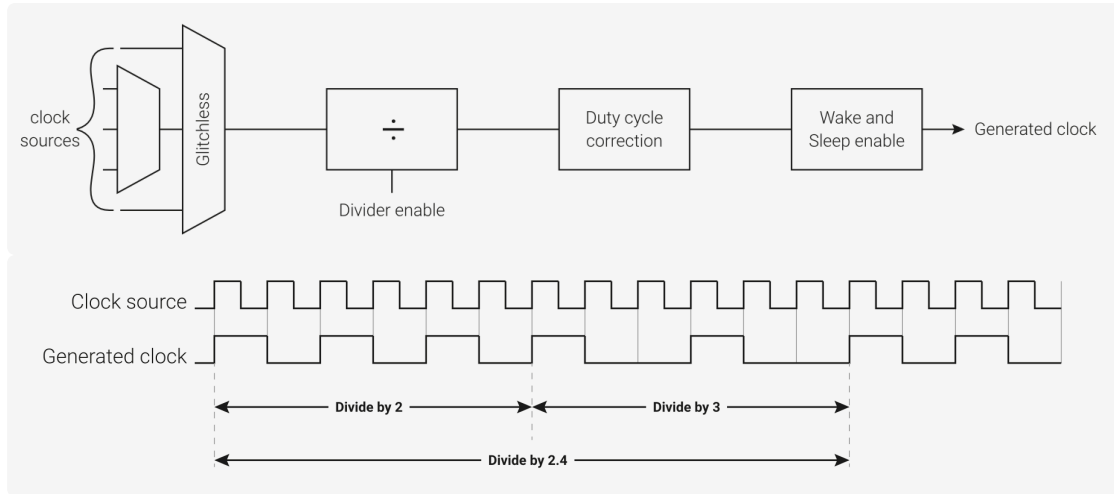 clock
sources
Glitchless
÷
Divider enable
Duty cycle
correction
Wake and
Sleep enable
Generated clock
Clock source
Generated clock
Divide by 2
Divide by 3
Divide by 2.4